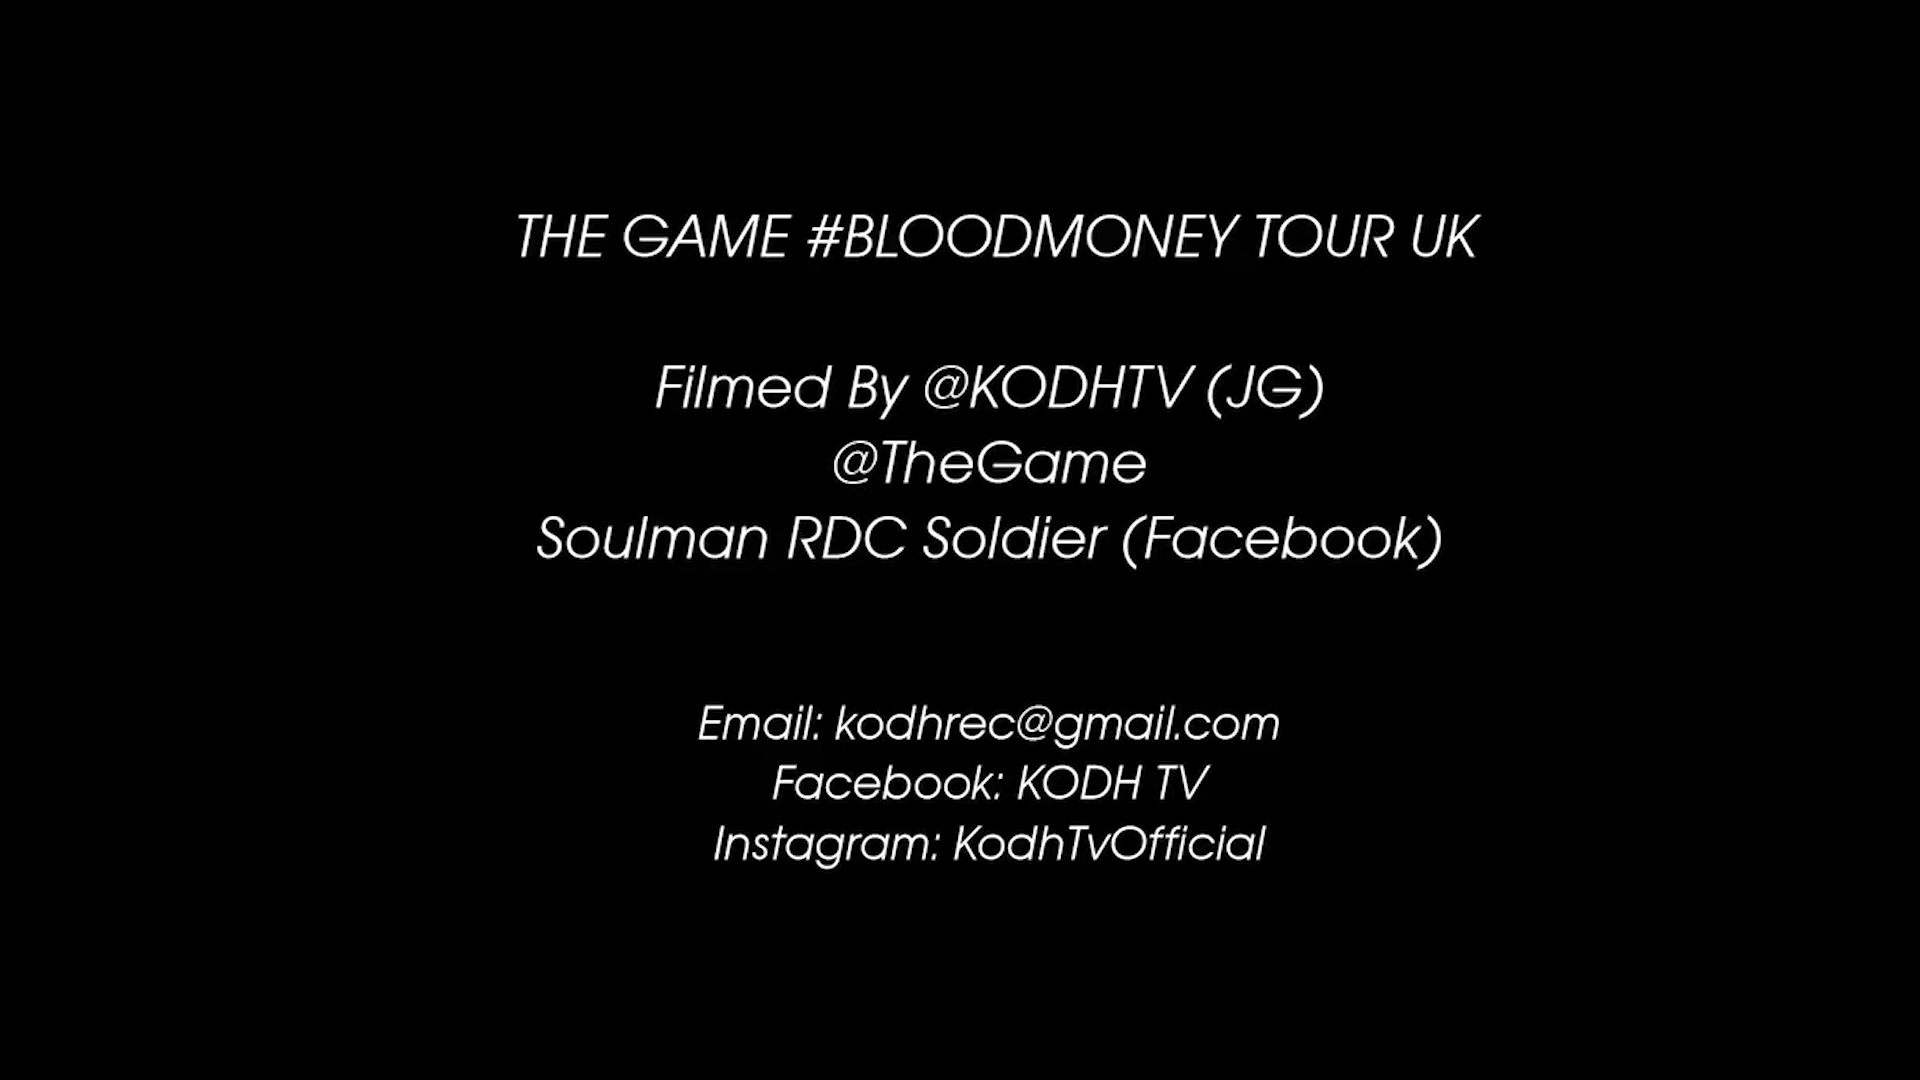 THE GAME #BLOODMONEY TOUR UK
Filmed By @KODHTV (JG)
@TheGame
Soulman RDC Soldier (Facebook)
Email: kodhrec@gmail.com
Facebook: KODH TV
Instagram: KodhTvOfficial